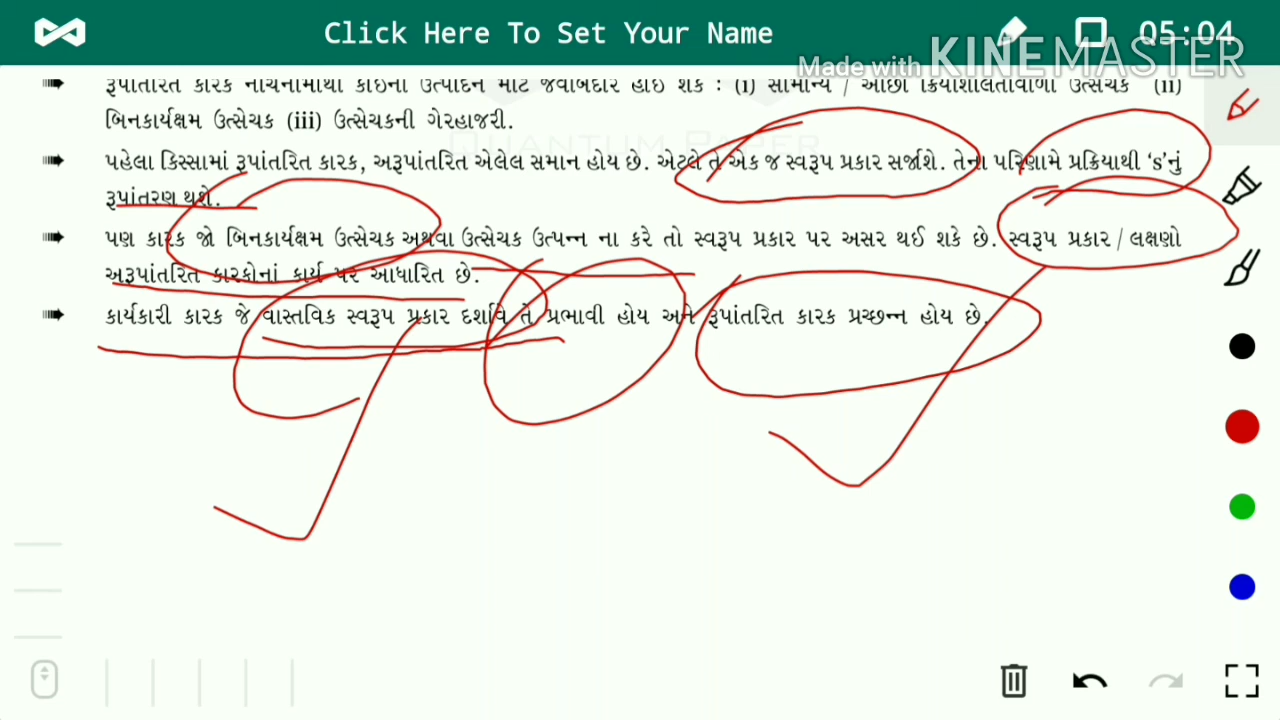 Click Here To Set Your Name
05:04
Made with KINEMASTER
રૂપાંતરિત કારક નીચેનામાંથી કોઈના ઉત્પાદન માટે જવાબદાર હોઈ શકે : (i) સામાન્ય / ઓછી ક્રિયાશીલતાવાળો ઉત્સેચક (ii)
બિનકાર્યક્ષમ ઉત્સેચક (iii) ઉત્સેચકની ગેરહાજરી.
QUANTUM PAPER
પહેલા કિસ્સામાં રૂપાંતરિત કારક, અરૂપાંતરિત એલેલ સમાન હોય છે. એટલે તે એક જ સ્વરૂપ પ્રકાર સર્જાશે. તેના પરિણામે પ્રક્રિયાથી ‘s’નું
રૂપાંતરણ થશે.
પણ કારક જો બિનકાર્યક્ષમ ઉત્સેચક અથવા ઉત્સેચક ઉત્પન્ન ના કરે તો સ્વરૂપ પ્રકાર પર અસર થઈ શકે છે. સ્વરૂપ પ્રકાર / લક્ષણો
અરૂપાંતરિત કારકોનાં કાર્ય પર આધારિત છે.
કાર્યકારી કારક જે વાસ્તવિક સ્વરૂપ પ્રકાર દર્શાવે તે પ્રભાવી હોય અને રૂપાંતરિત કારક પ્રચ્છન્ન હોય છે.